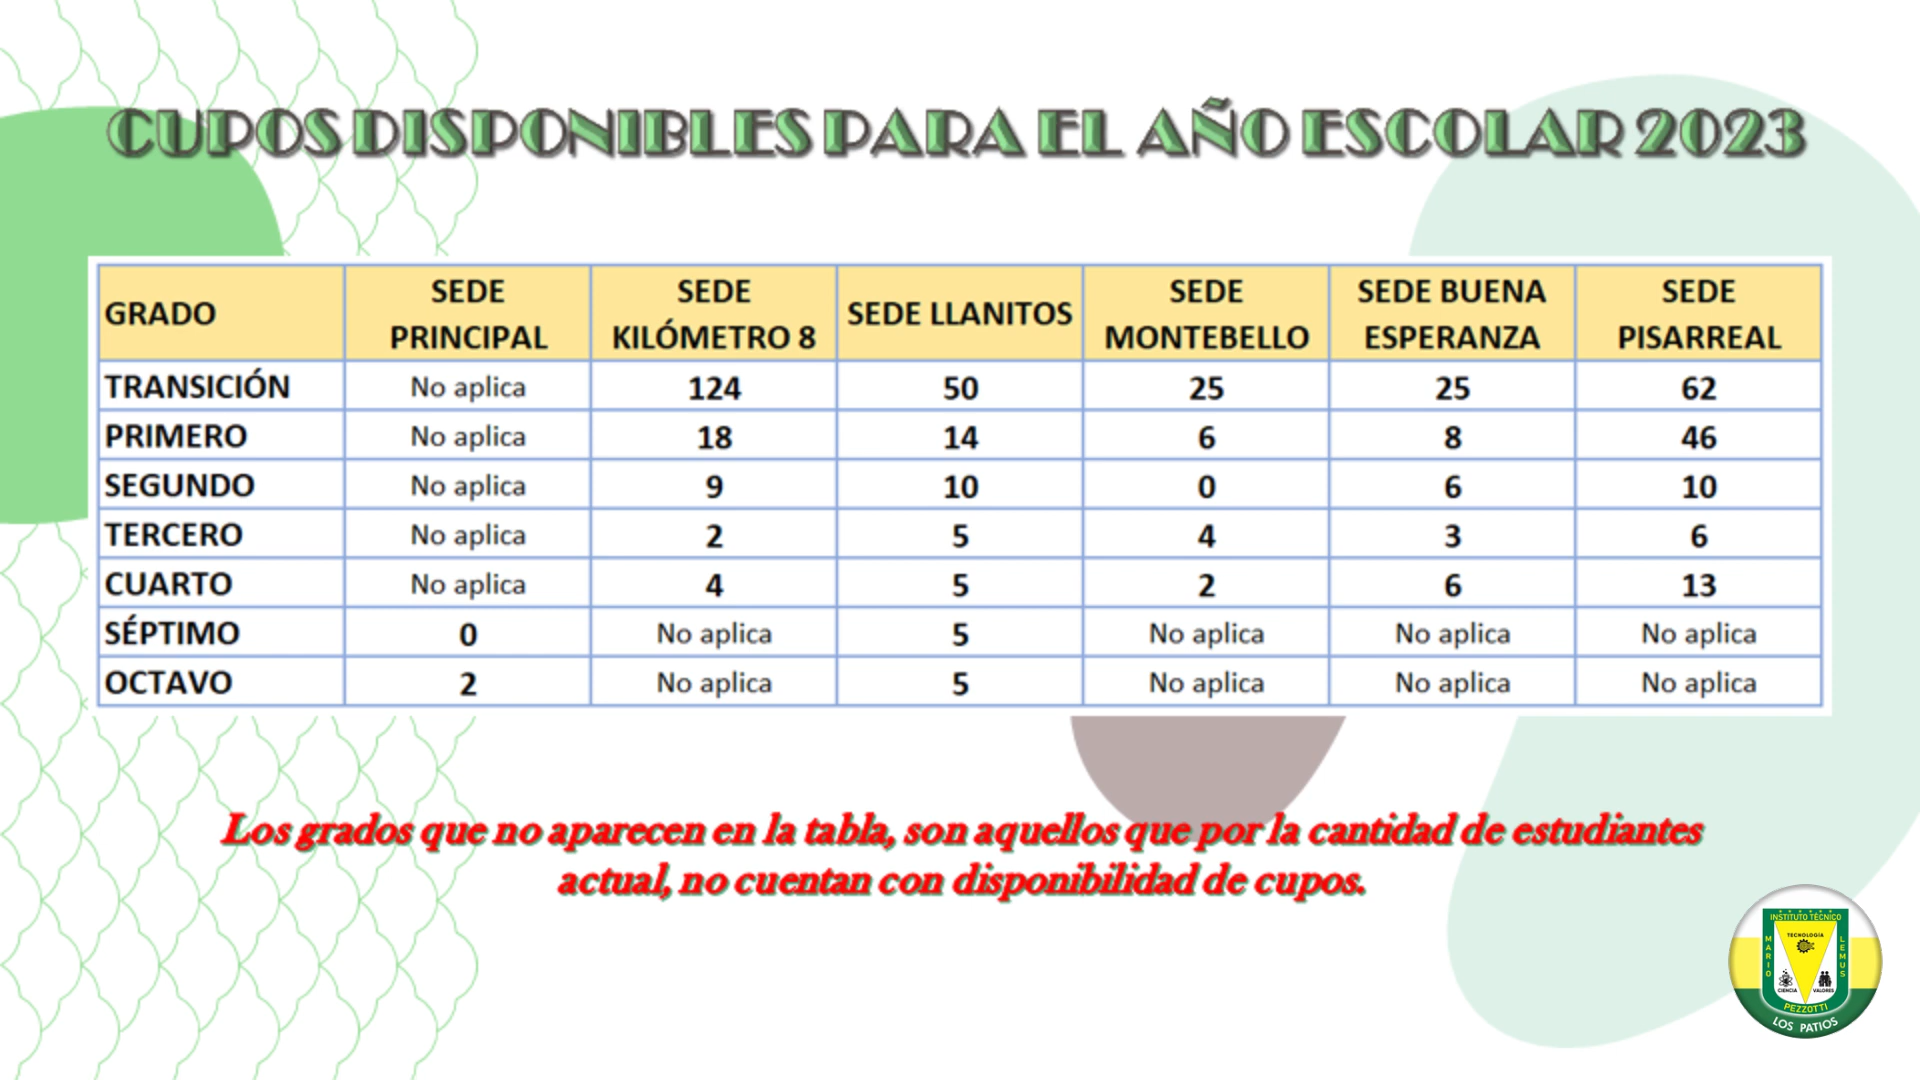 CUPOS DISPONIBLES PARA EL AÑO ESCOLAR 2023
GRADO SEDE PRINCIPAL SEDE KILÓMETRO 8 SEDE LLANITOS SEDE MONTEBELLO SEDE BUENA ESPERANZA SEDE PISARREAL
TRANSICIÓN No aplica 124 50 25 25 62
PRIMERO No aplica 18 14 6 8 46
SEGUNDO No aplica 9 10 0 6 10
TERCERO No aplica 2 5 4 3 6
CUARTO No aplica 4 5 2 6 13
SÉPTIMO 0 No aplica 5 No aplica No aplica No aplica
OCTAVO 2 No aplica 5 No aplica No aplica No aplica
Los grados que no aparecen en la tabla, son aquellos que por la cantidad de estudiantes
actual, no cuentan con disponibilidad de cupos.
INSTITUTO TÉCNICO
MARIO
TECNOLOGÍA
LEMUS
CIENCIA VALORES
PEZZOTTI
LOS PATIOS